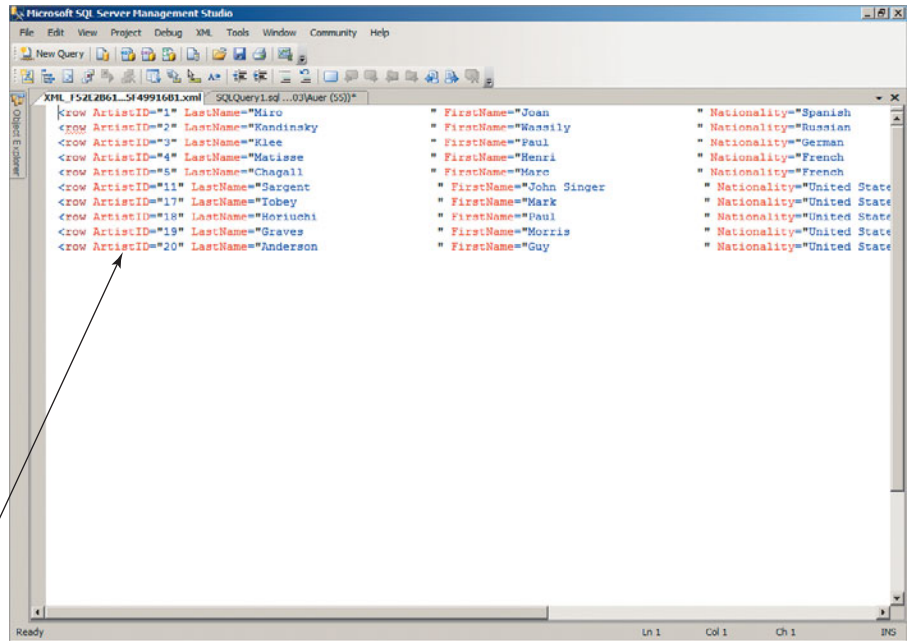 Microsoft SQL Server Management Studio
File Edit View Project Debug XML Tools Window Community Help
New Query
XML_F52E2B61...5F49916B1.xml SQLQuery1.sql ...03\Auer (55))*
Object Explorer
<row ArtistID="1" LastName="Miro " FirstName="Joan " Nationality="Spanish
<row ArtistID="2" LastName="Kandinsky " FirstName="Wassily " Nationality="Russian
<row ArtistID="3" LastName="Klee " FirstName="Paul " Nationality="German
<row ArtistID="4" LastName="Matisse " FirstName="Henri " Nationality="French
<row ArtistID="5" LastName="Chagall " FirstName="Marc " Nationality="French
<row ArtistID="11" LastName="Sargent " FirstName="John Singer " Nationality="United State
<row ArtistID="17" LastName="Tobey " FirstName="Mark " Nationality="United State
<row ArtistID="18" LastName="Horiuchi " FirstName="Paul " Nationality="United State
<row ArtistID="19" LastName="Graves " FirstName="Morris " Nationality="United State
<row ArtistID="20" LastName="Anderson " FirstName="Guy " Nationality="United State
Ready Ln 1 Col 1 Ch 1 INS